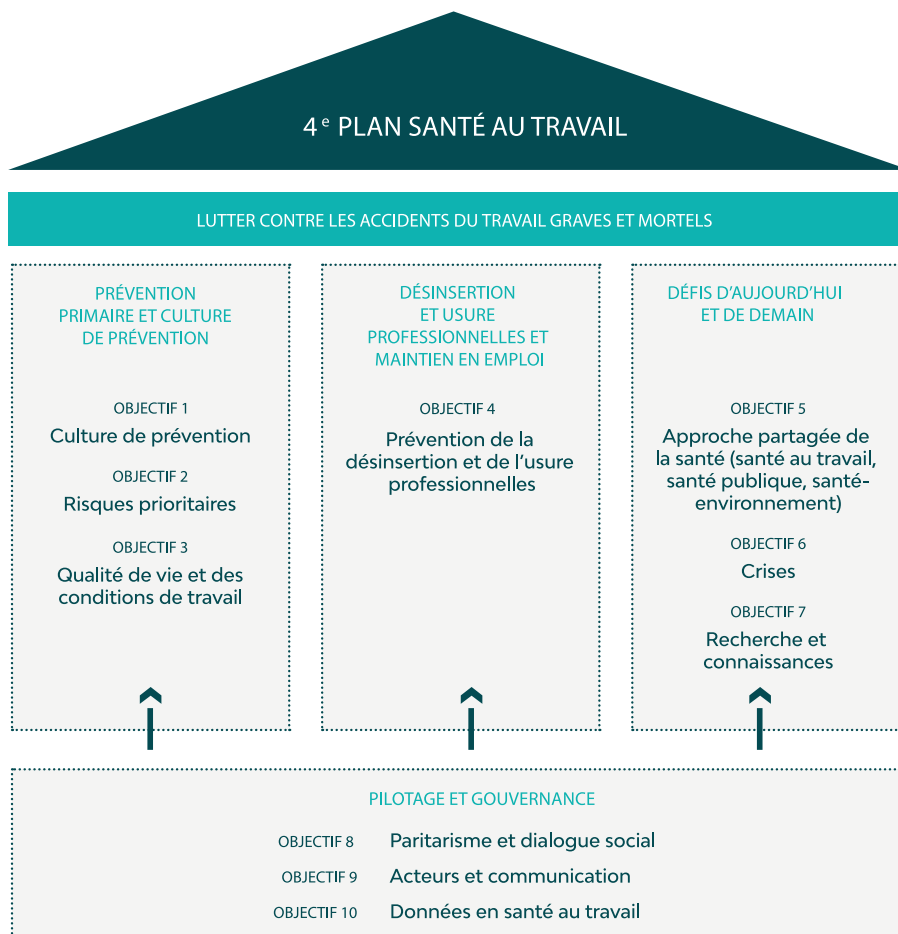 4e PLAN SANTÉ AU TRAVAIL
LUTTER CONTRE LES ACCIDENTS DU TRAVAIL GRAVES ET MORTELS
PRÉVENTION
PRIMAIRE ET CULTURE
DE PRÉVENTION
OBJECTIF 1
Culture de prévention
OBJECTIF 2
Risques prioritaires
OBJECTIF 3
Qualité de vie et des
conditions de travail
DÉSINSERTION
ET USURE
PROFESSIONNELLES ET
MAINTIEN EN EMPLOI
OBJECTIF 4
Prévention de la
désinsertion et de l'usure
professionnelles
DÉFIS D'AUJOURD'HUI
ET DE DEMAIN
OBJECTIF 5
Approche partagée de
la santé (santé au travail,
santé publique, santé-
environnement)
OBJECTIF 6
Crises
OBJECTIF 7
Recherche et
connaissances
PILOTAGE ET GOUVERNANCE
OBJECTIF 8 Paritarisme et dialogue social
OBJECTIF 9 Acteurs et communication
OBJECTIF 10 Données en santé au travail